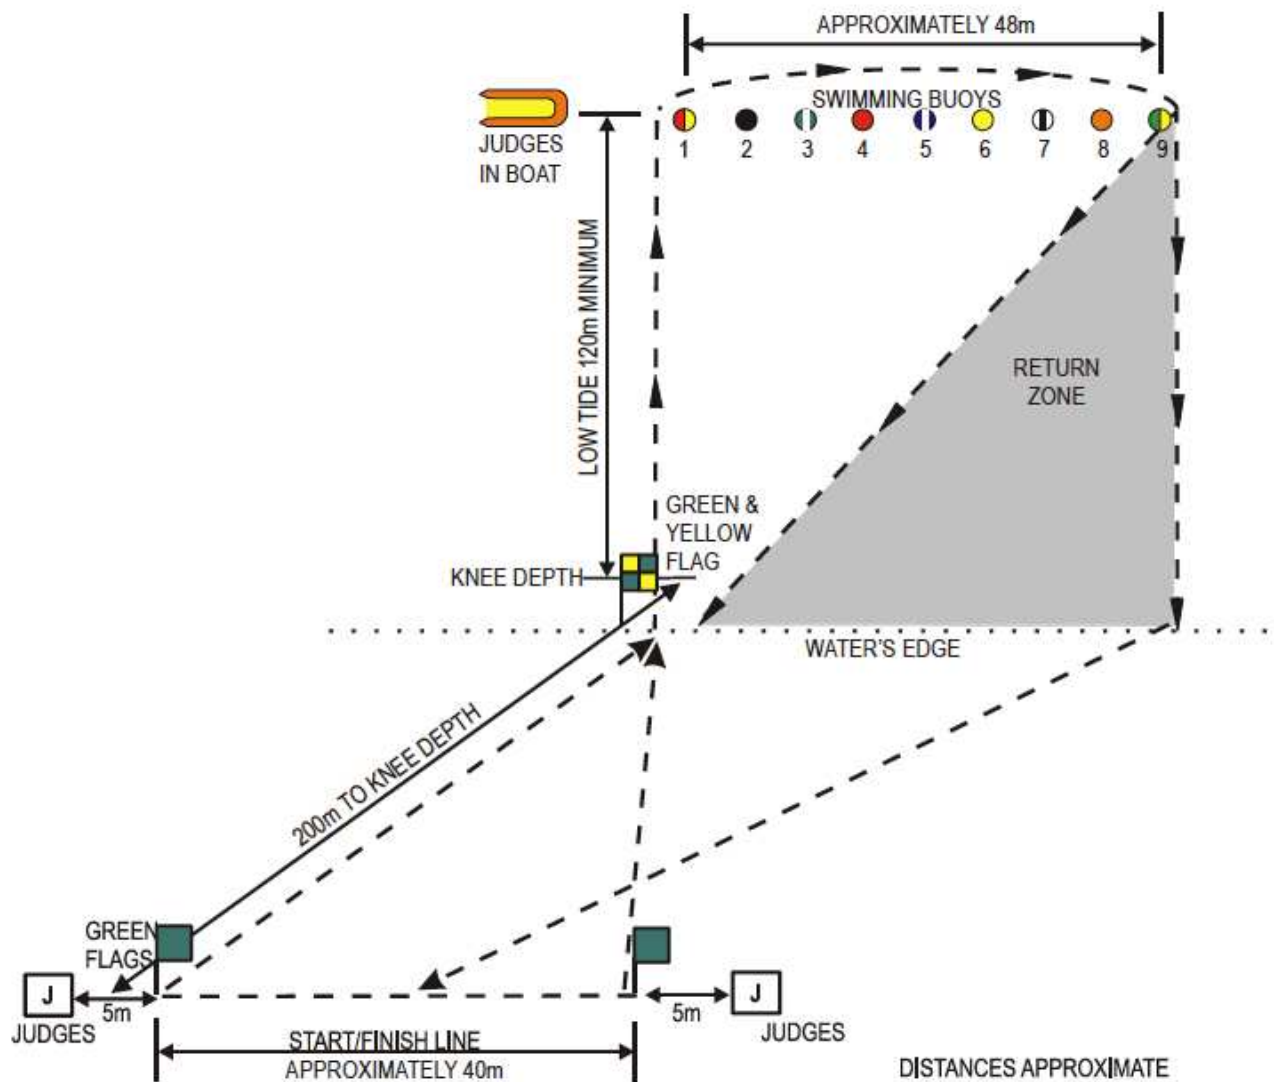 APPROXIMATELY 48m
SWIMMING BUOYS
1 2 3 4 5 6 7 8 9
JUDGES
IN BOAT
LOW TIDE 120m MINIMUM
RETURN
ZONE
GREEN &
YELLOW
FLAG
KNEE DEPTH
WATER'S EDGE
200m TO KNEE DEPTH
GREEN
FLAGS
J
5m
JUDGES
5m
J
JUDGES
START/FINISH LINE
APPROXIMATELY 40m
DISTANCES APPROXIMATE